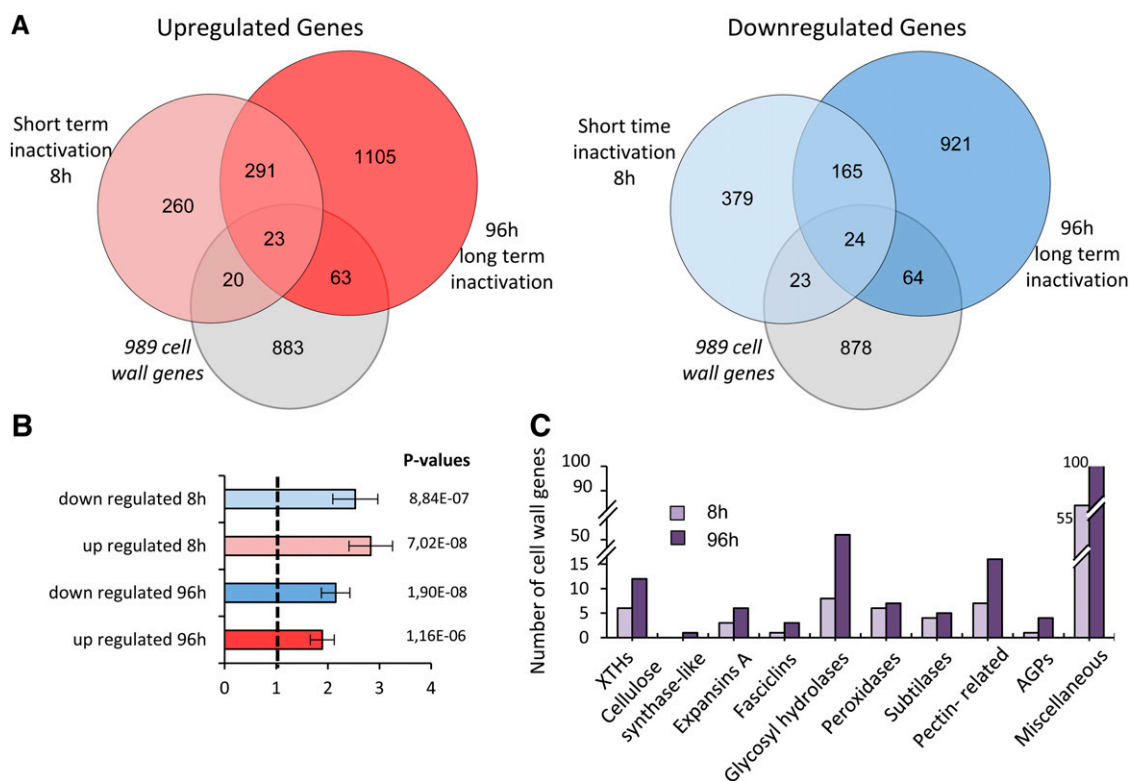 A
Upregulated Genes
Downregulated Genes
Short term
inactivation
8h
291
1105
260
23
20
63
96h
long term
inactivation
989 cell
wall genes
883
Short time
inactivation
8h
165
921
379
24
23
64
96h
long term
inactivation
989 cell
wall genes
878
B
P-values
down regulated 8h
8,84E-07
up regulated 8h
7,02E-08
down regulated 96h
1,90E-08
up regulated 96h
1,16E-06
0 1 2 3 4
C
Number of cell wall genes
100
90
50
15
10
5
0
8h
96h
100
55
XTHs
Cellulose
synthase-like
Expansins A
Fasciclins
Glycosyl hydrolases
Peroxidases
Subtilases
Pectin- related
AGPs
Miscellaneous